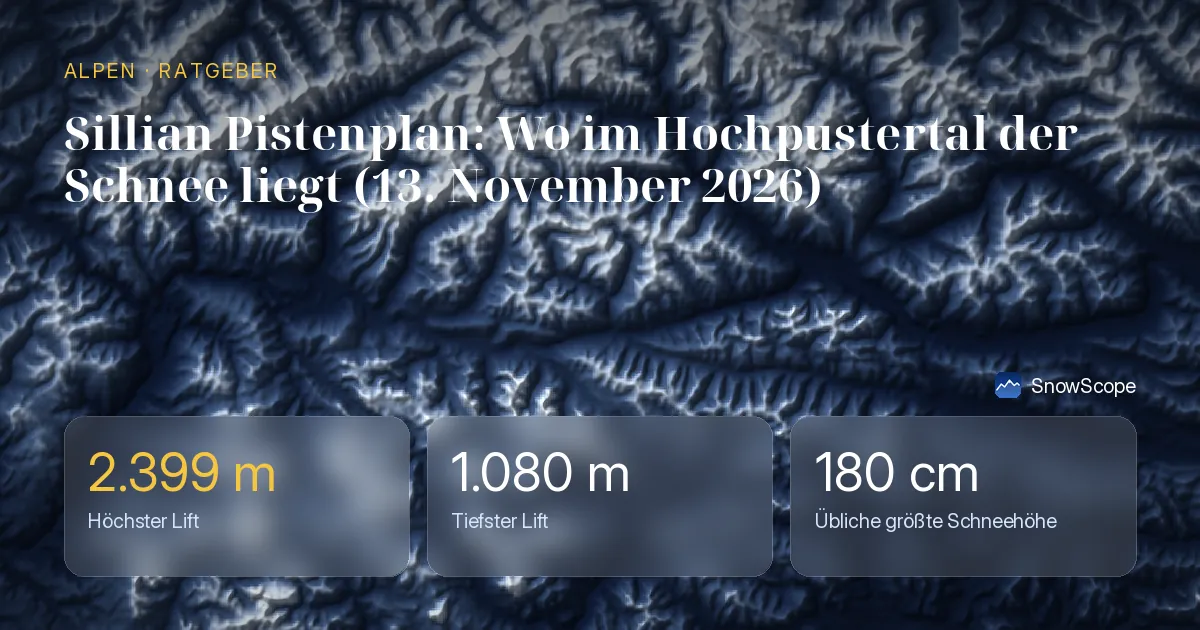 ALPEN · RATGEBER
Sillian Pistenplan: Wo im Hochpustertal der
Schnee liegt (13. November 2026)
SnowScope
2.399 m
Höchster Lift
1.080 m
Tiefster Lift
180 cm
Übliche größte Schneehöhe